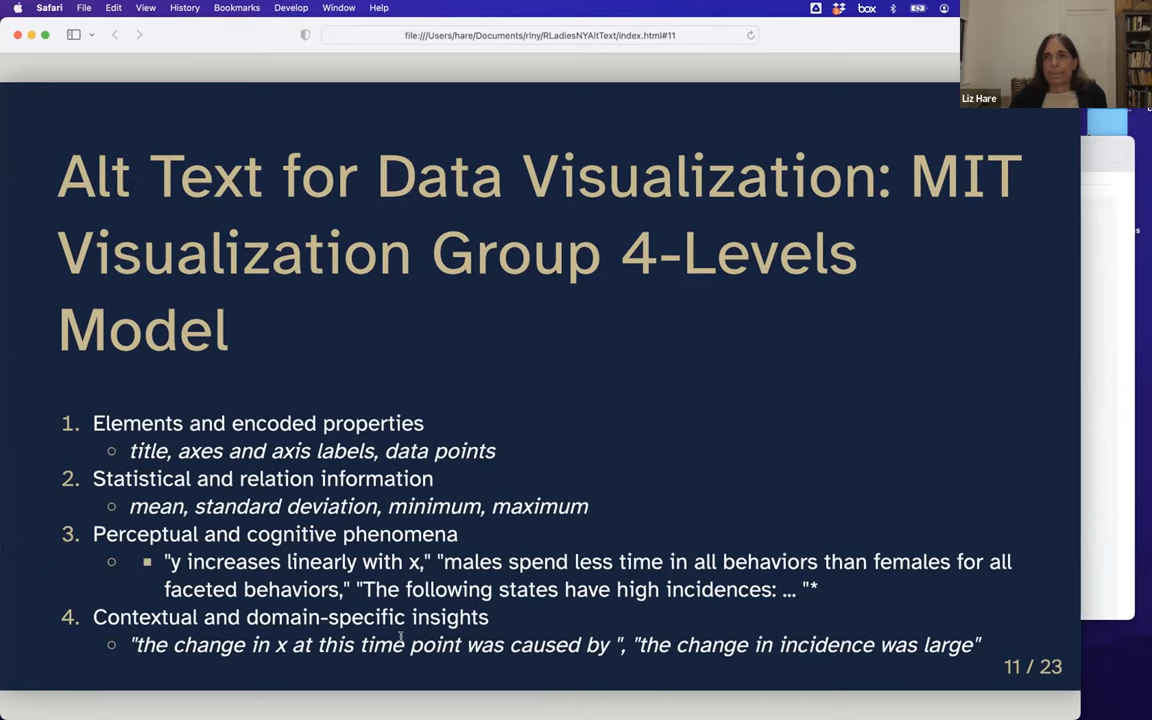 Safari File Edit View History Bookmarks Develop Window Help box
file:///Users/hare/Documents/rlny/RLadiesNYAltText/index.html#11
Liz Hare
Alt Text for Data Visualization: MIT
Visualization Group 4-Levels
Model
1. Elements and encoded properties
title, axes and axis labels, data points
2. Statistical and relation information
mean, standard deviation, minimum, maximum
3. Perceptual and cognitive phenomena
"y increases linearly with x," "males spend less time in all behaviors than females for all
faceted behaviors," "The following states have high incidences: ... "*
4. Contextual and domain-specific insights
"the change in x at this time point was caused by ", "the change in incidence was large"
11 / 23